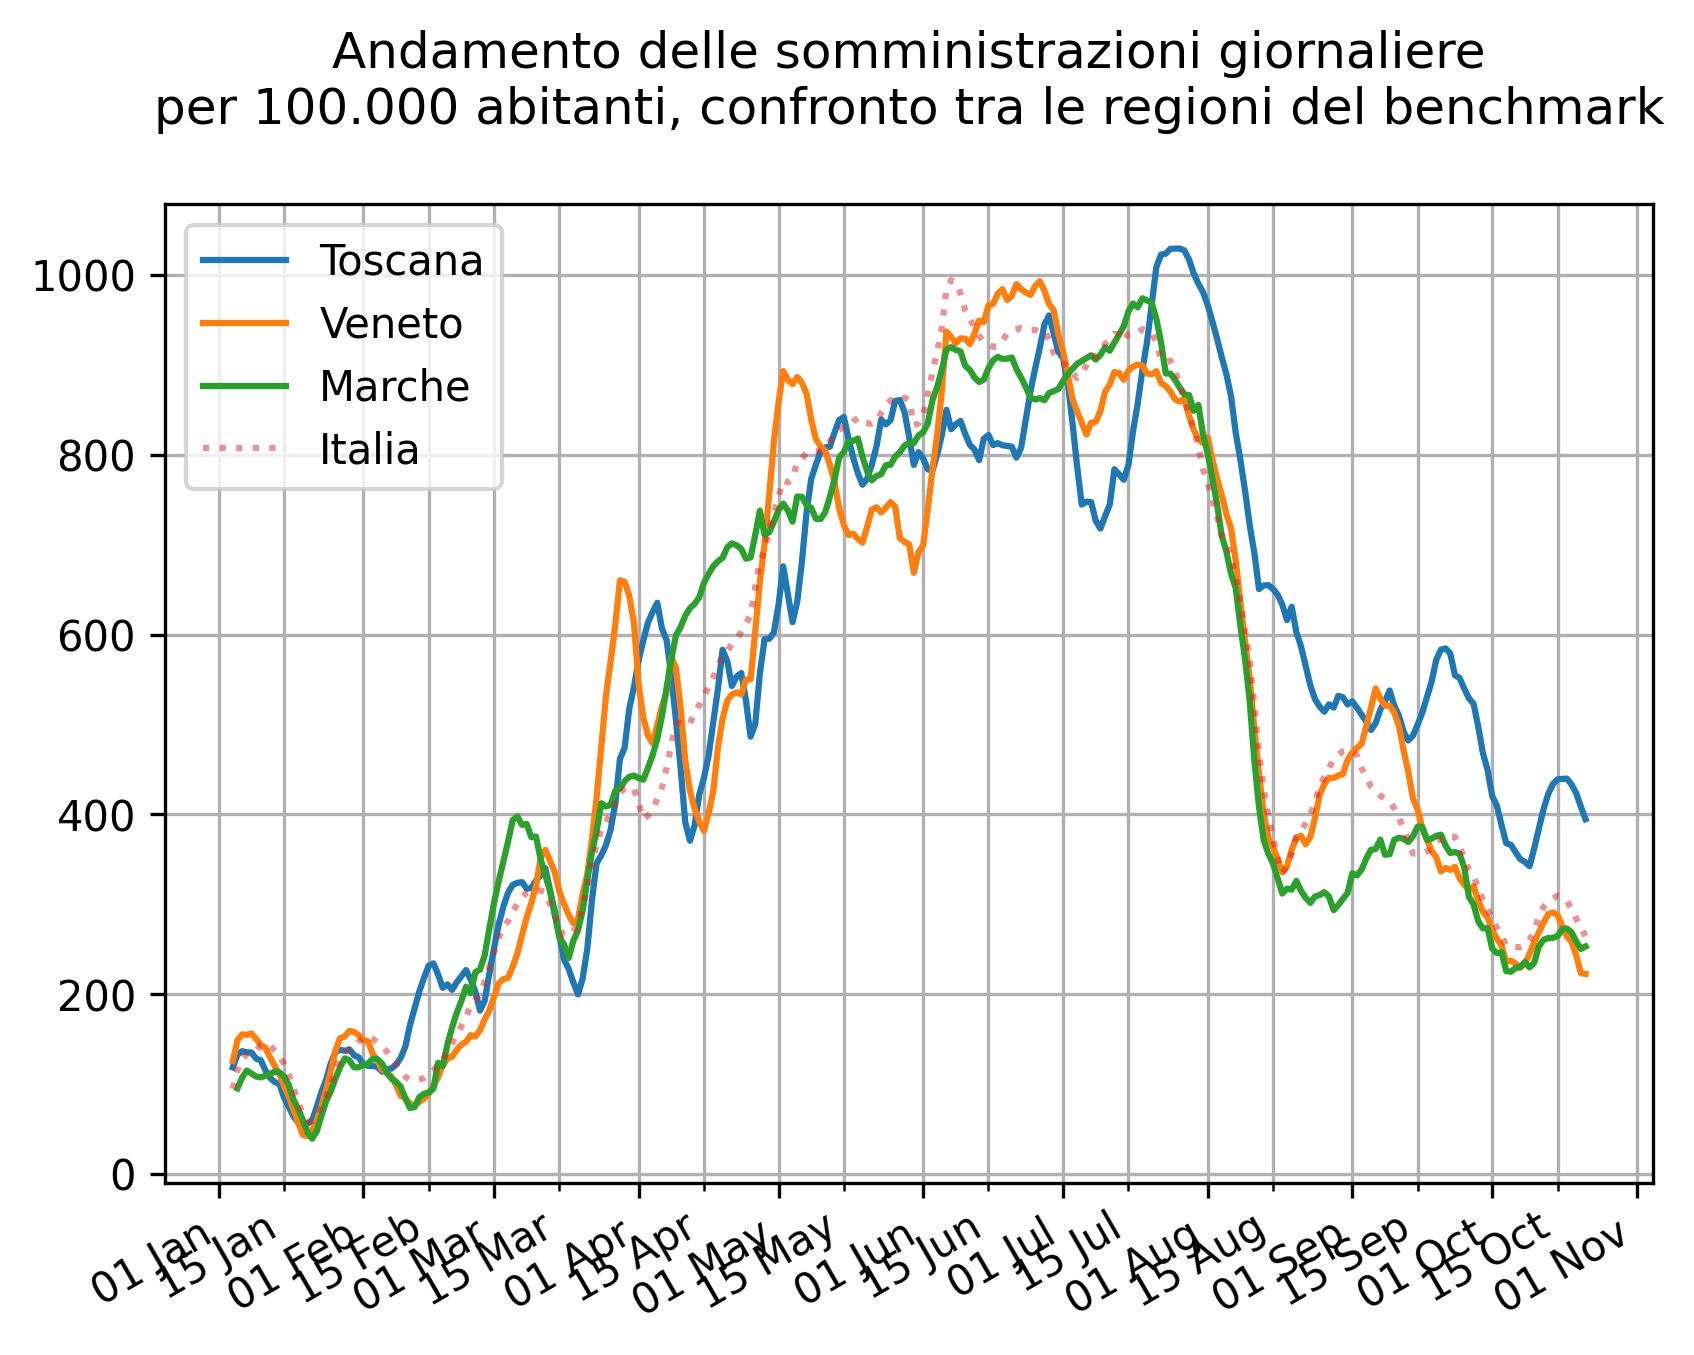 Andamento delle somministrazioni giornaliere
per 100.000 abitanti, confronto tra le regioni del benchmark
Toscana
Veneto
Marche
Italia
1000
800
600
400
200
0
01 Jan
15 Jan
01 Feb
15 Feb
01 Mar
15 Mar
01 Apr
15 Apr
01 May
15 May
01 Jun
15 Jun
01 Jul
15 Jul
01 Aug
15 Aug
01 Sep
15 Sep
01 Oct
15 Oct
01 Nov